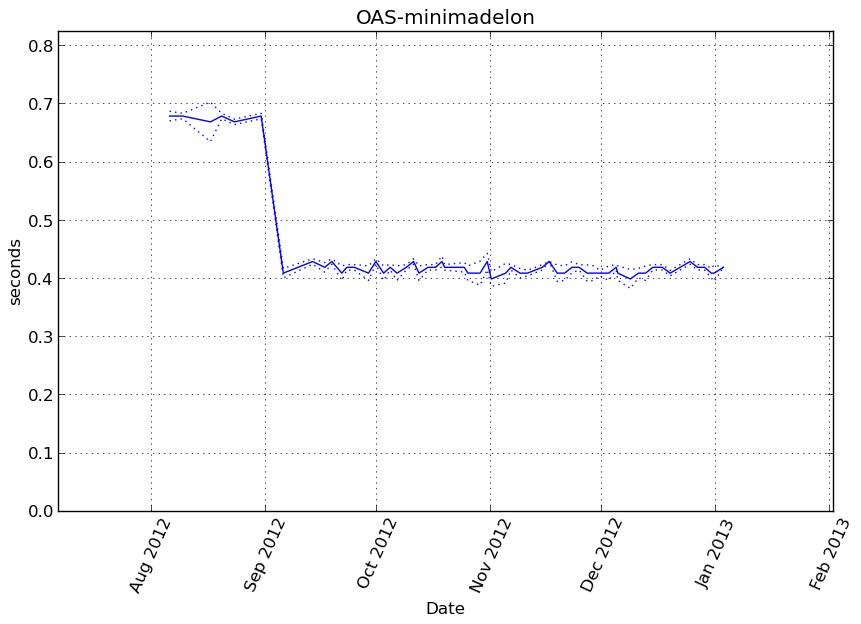 OAS-minimadelon
0.8
0.7
0.6
0.5
0.4
0.3
0.2
0.1
0.0
seconds
Aug 2012
Sep 2012
Oct 2012
Nov 2012
Dec 2012
Jan 2013
Feb 2013
Date